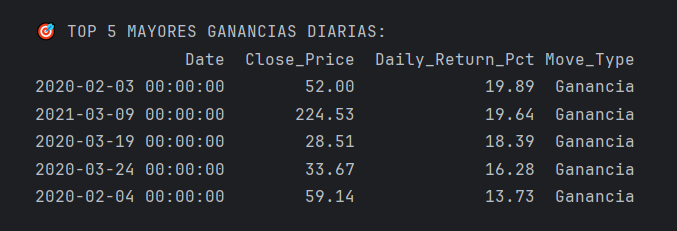 🎯 TOP 5 MAYORES GANANCIAS DIARIAS:
Date Close_Price Daily_Return_Pct Move_Type
2020-02-03 00:00:00 52.00 19.89 Ganancia
2021-03-09 00:00:00 224.53 19.64 Ganancia
2020-03-19 00:00:00 28.51 18.39 Ganancia
2020-03-24 00:00:00 33.67 16.28 Ganancia
2020-02-04 00:00:00 59.14 13.73 Ganancia